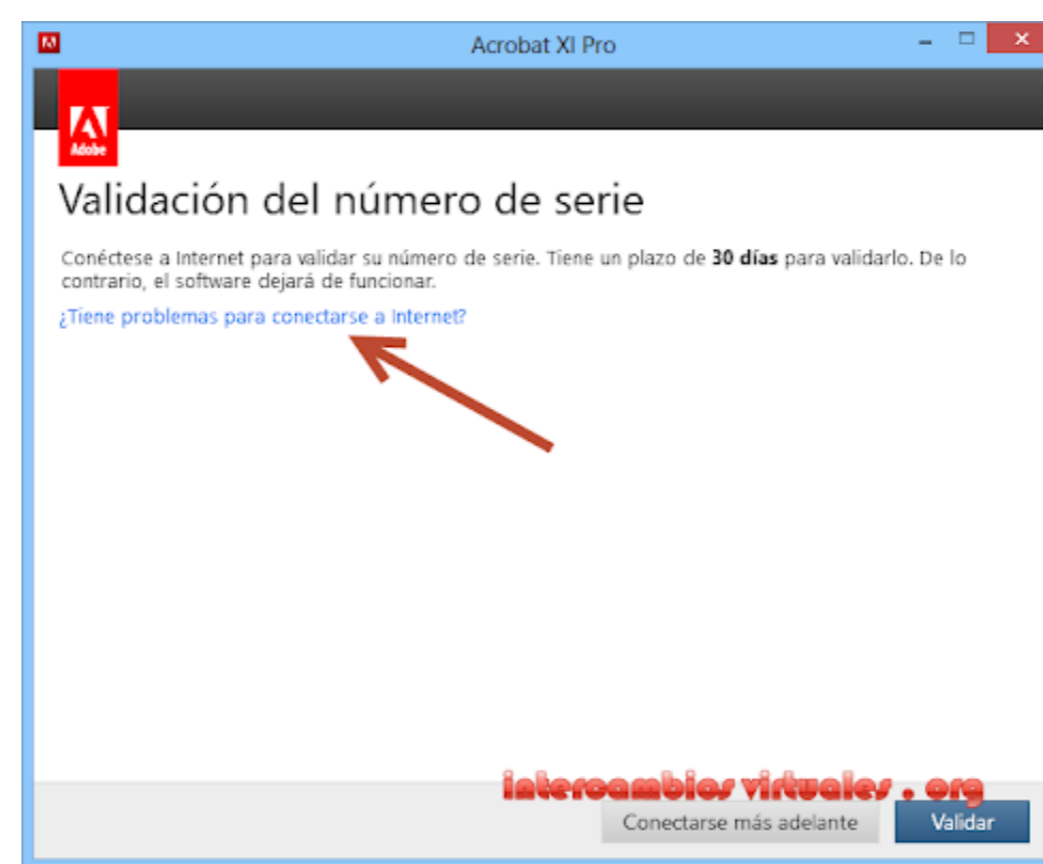 Acrobat XI Pro
Adobe
Validación del número de serie
Conéctese a Internet para validar su número de serie. Tiene un plazo de 30 días para validarlo. De lo
contrario, el software dejará de funcionar.
¿Tiene problemas para conectarse a Internet?
intercambios virtuales . org
Conectarse más adelante
Validar